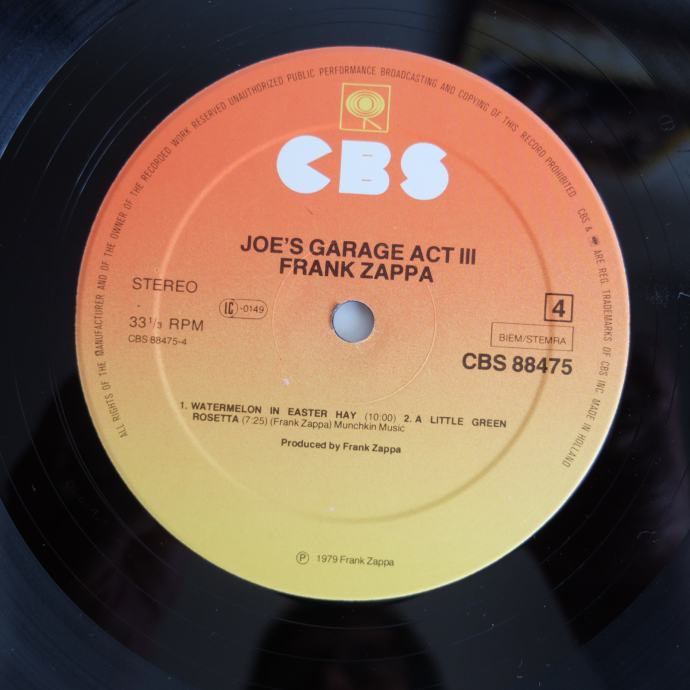 ALL RIGHTS OF THE MANUFACTURER AND OF THE OWNER OF THE RECORDED WORK RESERVED UNAUTHORIZED PUBLIC PERFORMANCE BROADCASTING AND COPYING OF THIS RECORD PROHIBITED CBS & ARE REG. TRADEMARKS OF CBS INC MADE IN HOLLAND
CBS
JOE'S GARAGE ACT III
FRANK ZAPPA
STEREO
LC -0149
4
33 1/3 RPM
BIEM/STEMRA
CBS 88475-4
CBS 88475
1. WATERMELON IN EASTER HAY (10:00) 2. A LITTLE GREEN
ROSETTA (7:25) (Frank Zappa) Munchkin Music
Produced by Frank Zappa
Ⓟ 1979 Frank Zappa